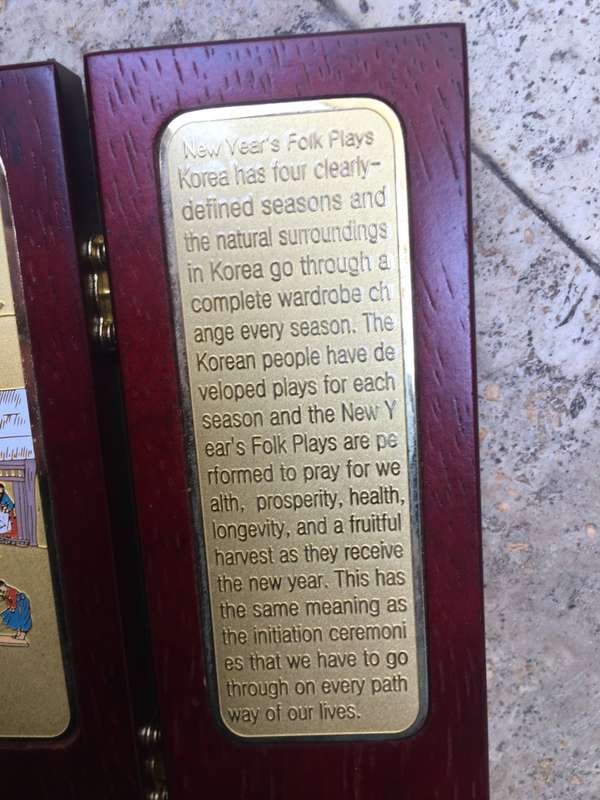 New Year's Folk Plays
Korea has four clearly-
defined seasons and
the natural surroundings
in Korea go through a
complete wardrobe ch
ange every season. The
Korean people have de
veloped plays for each
season and the New Y
ear's Folk Plays are pe
rformed to pray for we
alth, prosperity, health,
longevity, and a fruitful
harvest as they receive
the new year. This has
the same meaning as
the initiation ceremoni
es that we have to go
through on every path
way of our lives.